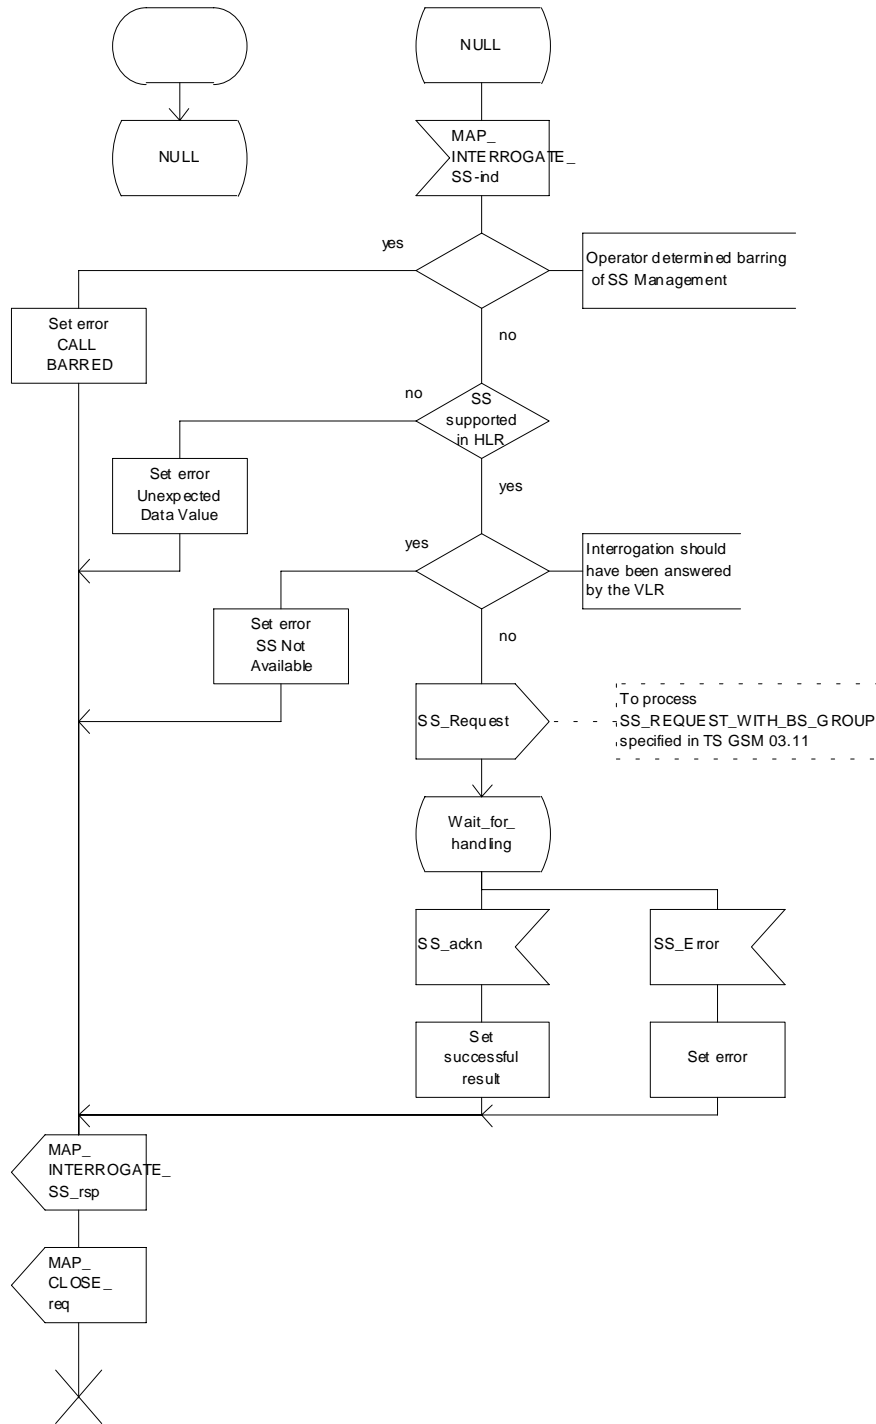 NULL
NULL
MAP_
INTERROGATE_
SS-ind
yes
Operator determined barring
of SS Management
Set error
CALL
BARRED
no
no
SS
supported
in HLR
Set error
Unexpected
Data Value
yes
yes
Interrogation should
have been answered
by the VLR
Set error
SS Not
Available
no
SS_Request
To process
SS_REQUEST_WITH_BS_GROUP
specified in TS GSM 03.11
Wait_for_
handling
SS_ackn
SS_Error
Set
successful
result
Set error
MAP_
INTERROGATE_
SS_rsp
MAP_
CLOSE_
req